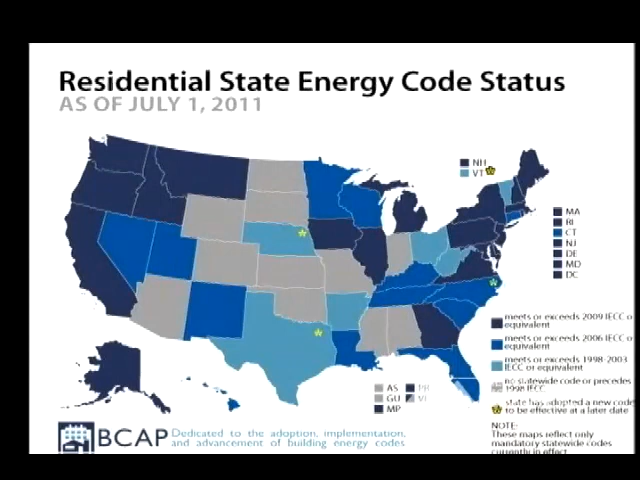 Residential State Energy Code Status
AS OF JULY 1, 2011
NH
VT
MA
RI
CT
NJ
DE
MD
DC
meets or exceeds 2009 IECC or
equivalent
meets or exceeds 2006 IECC or
equivalent
meets or exceeds 1998-2003
IECC or equivalent
no statewide code or precedes
1998 IECC
state has adopted a new code
to be effective at a later date
AS
PR
GU
VI
MP
NOTE:
These maps reflect only
mandatory statewide codes
currently in effect
BCAP
Dedicated to the adoption, implementation,
and advancement of building energy codes